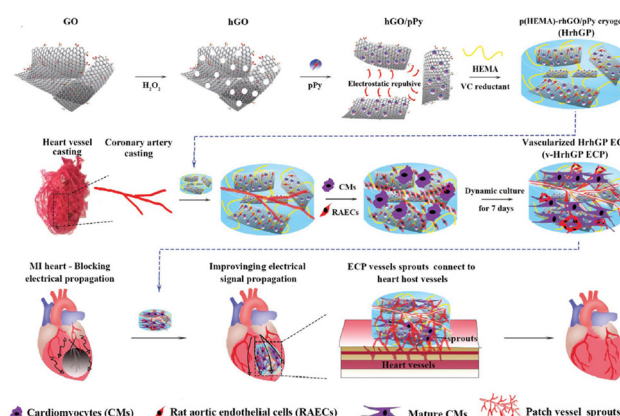 GO
hGO
hGO/pPy
p(HEMA)-rhGO/pPy cryoge
(HrhGP)
H₂O₂
pPy
Electrostatic repulsive
HEMA
VC reductant
Heart vessel
casting
Coronary artery
casting
CMs
RAECs
Dynamic culture
for 7 days
Vascularized HrhGP EC
(v-HrhGP ECP)
MI heart - Blocking
electrical propagation
Improvinging electrical
signal propagation
ECP vessels sprouts connect to
heart host vessels
sprouts
Heart vessels
Cardiomyocytes (CMs)
Rat aortic endothelial cells (RAECs)
Mature CMs
Patch vessel sprouts